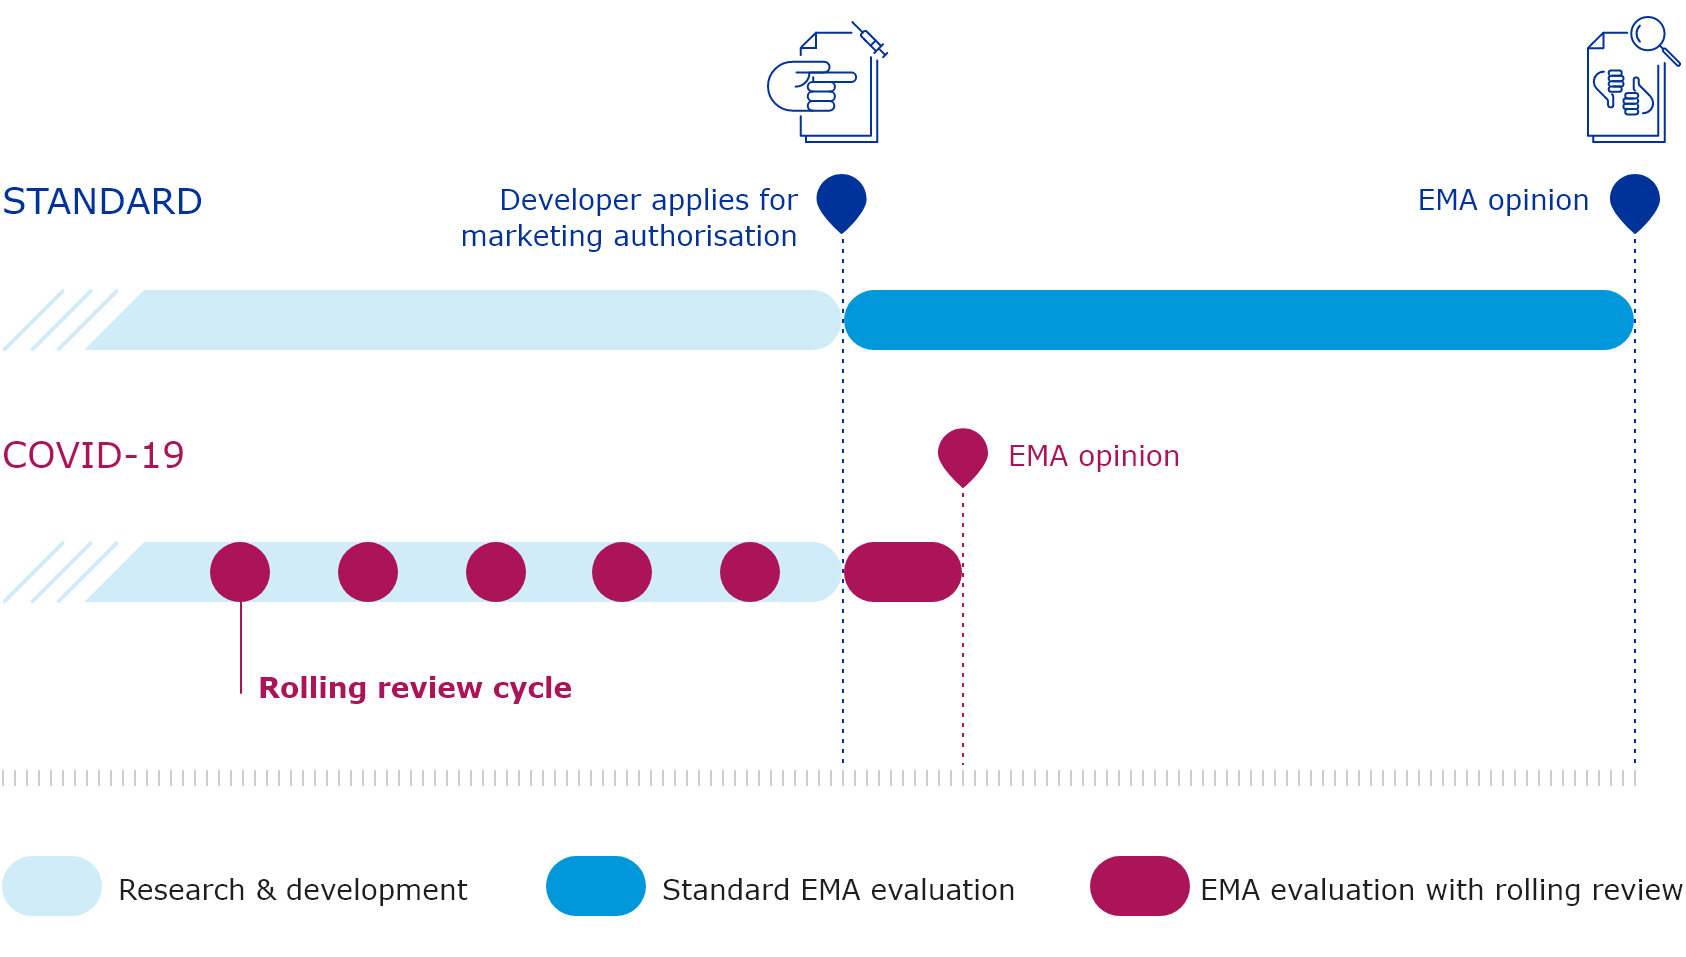 STANDARD
Developer applies for
marketing authorisation
EMA opinion
COVID-19
EMA opinion
Rolling review cycle
Research & development
Standard EMA evaluation
EMA evaluation with rolling review